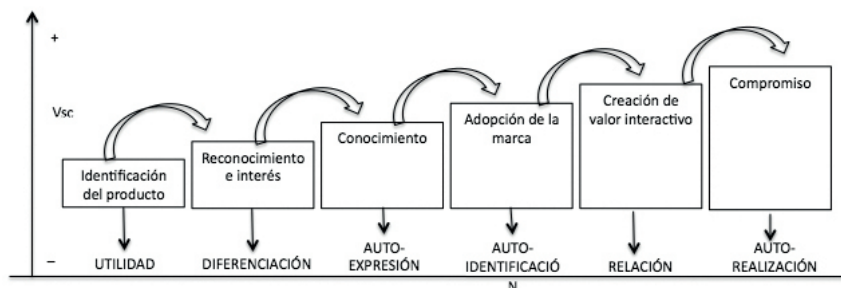 +
Vsc
–
Identificación
del producto
Reconocimiento
e interés
Conocimiento
Adopción de la
marca
Creación de
valor interactivo
Compromiso
UTILIDAD
DIFERENCIACIÓN
AUTO-
EXPRESIÓN
AUTO-
IDENTIFICACIÓ
N
RELACIÓN
AUTO-
REALIZACIÓN